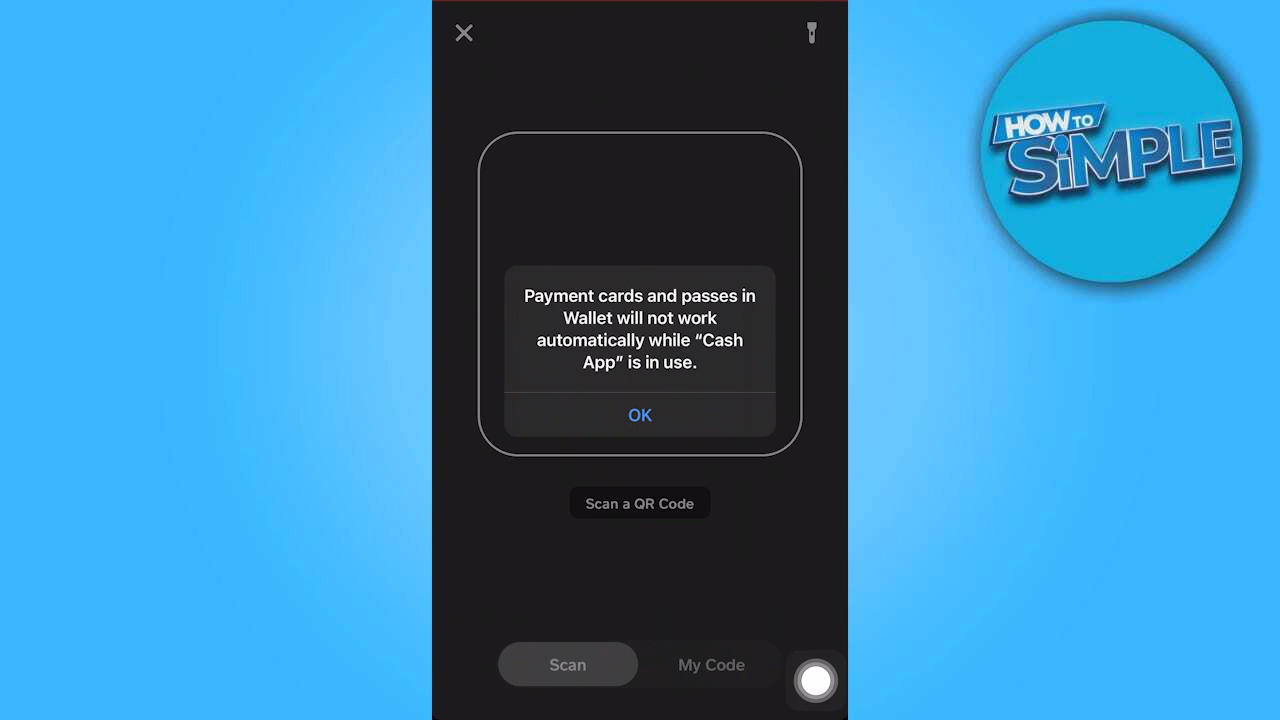 HOW TO
SiMPLE
Payment cards and passes in
Wallet will not work
automatically while “Cash
App” is in use.
OK
Scan a QR Code
Scan
My Code